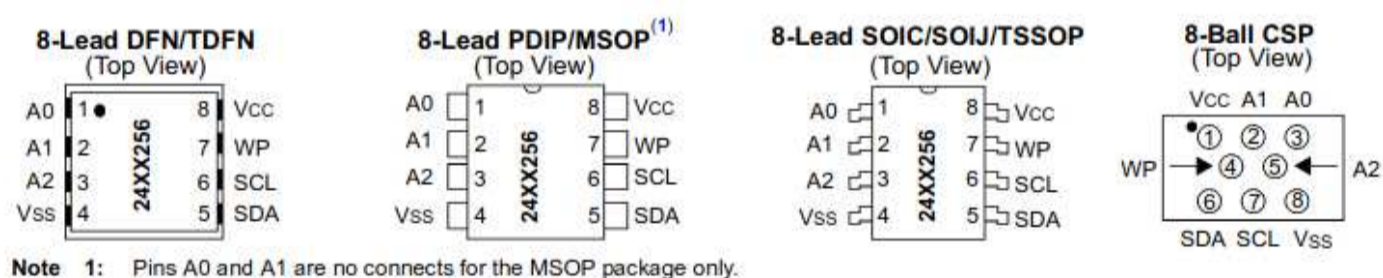 8-Lead DFN/TDFN
(Top View)
A0 1 8 VCC
A1 2 7 WP
A2 3 6 SCL
VSS 4 5 SDA
24XX256
8-Lead PDIP/MSOP(1)
(Top View)
A0 1 8 VCC
A1 2 7 WP
A2 3 6 SCL
VSS 4 5 SDA
24XX256
8-Lead SOIC/SOIJ/TSSOP
(Top View)
A0 1 8 VCC
A1 2 7 WP
A2 3 6 SCL
VSS 4 5 SDA
24XX256
8-Ball CSP
(Top View)
VCC A1 A0
1 2 3
WP 4 5 A2
6 7 8
SDA SCL VSS
Note 1: Pins A0 and A1 are no connects for the MSOP package only.